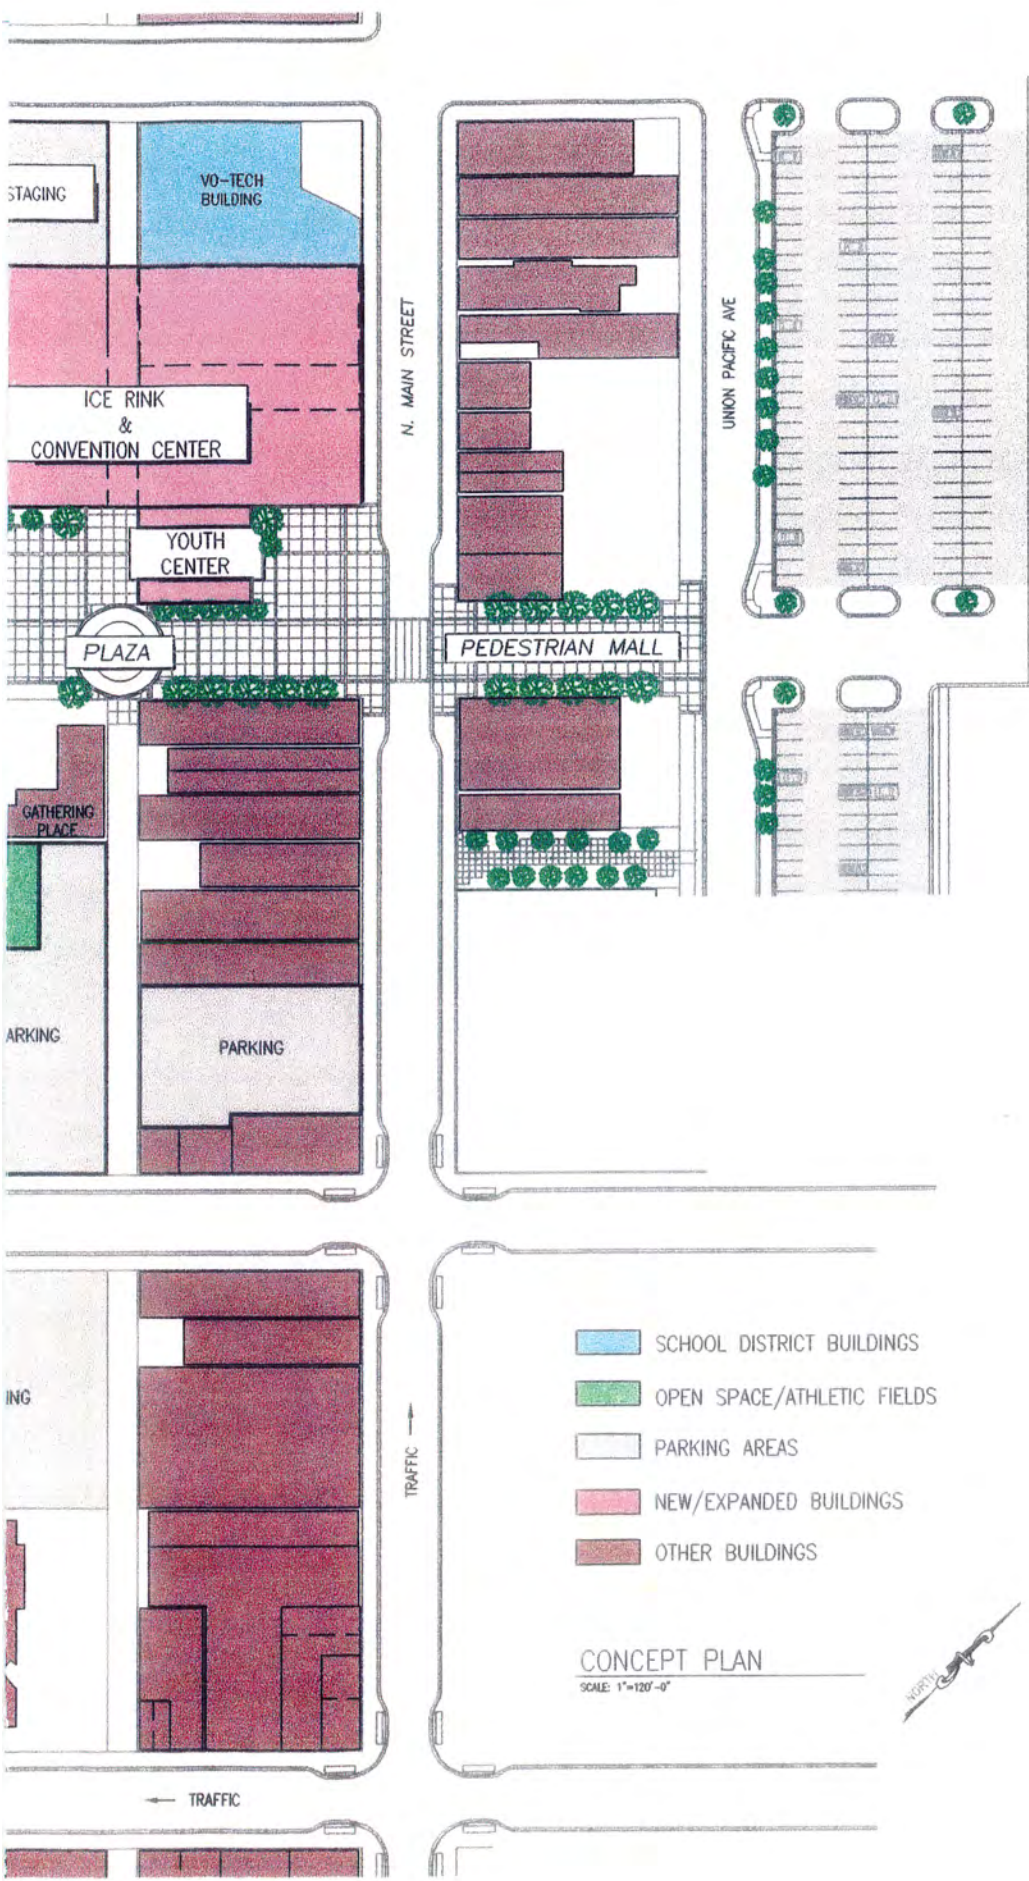 STAGING
VO-TECH
BUILDING
N. MAIN STREET
UNION PACIFIC AVE
ICE RINK
&
CONVENTION CENTER
YOUTH
CENTER
PLAZA
PEDESTRIAN MALL
GATHERING
PLACE
ARKING
PARKING
ING
TRAFFIC
SCHOOL DISTRICT BUILDINGS
OPEN SPACE/ATHLETIC FIELDS
PARKING AREAS
NEW/EXPANDED BUILDINGS
OTHER BUILDINGS
CONCEPT PLAN
SCALE: 1"=120'-0"
NORTH
TRAFFIC